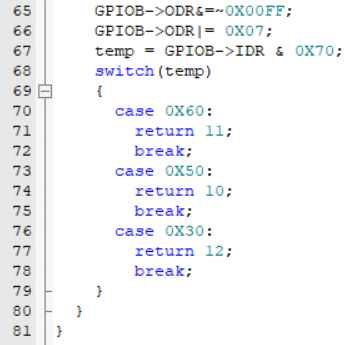 65 GPIOB->ODR&=~0X00FF;
66 GPIOB->ODR|= 0X07;
67 temp = GPIOB->IDR & 0X70;
68 switch(temp)
69 {
70 case 0X60:
71 return 11;
72 break;
73 case 0X50:
74 return 10;
75 break;
76 case 0X30:
77 return 12;
78 break;
79 }
80 }
81 }